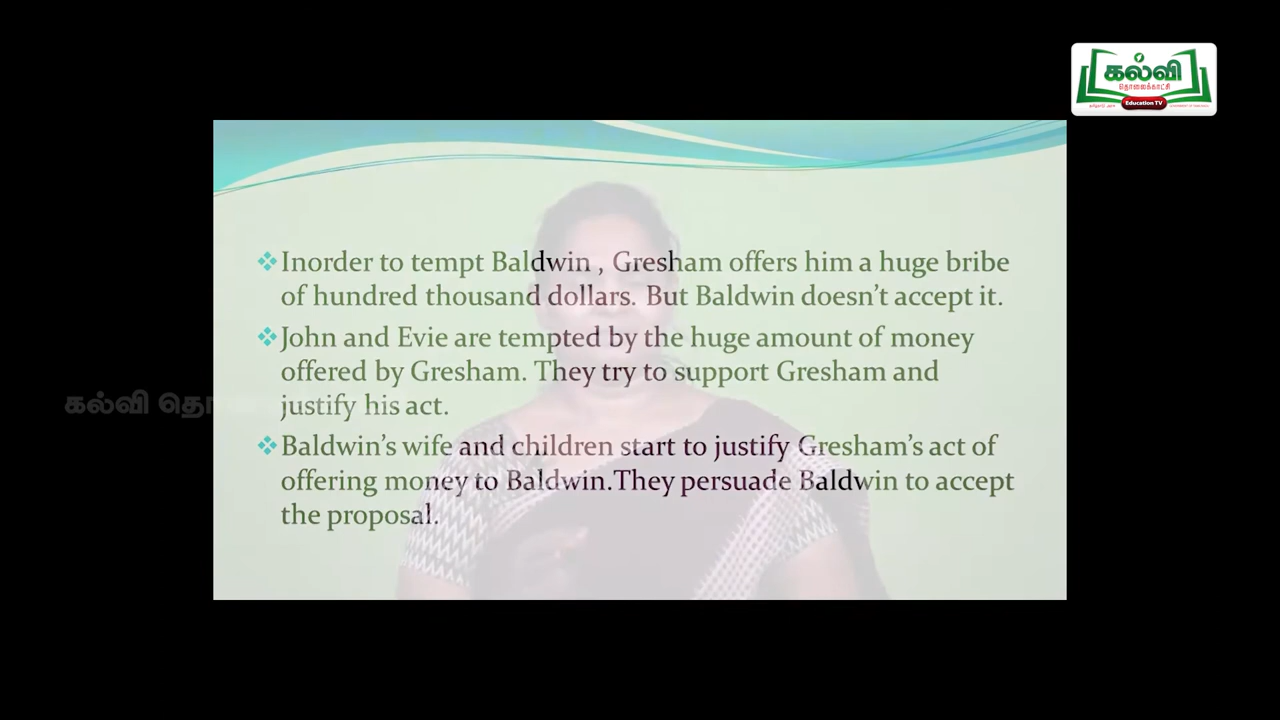 கல்வி
தொலைக்காட்சி
Education TV
Inorder to tempt Baldwin , Gresham offers him a huge bribe
of hundred thousand dollars. But Baldwin doesn’t accept it.
John and Evie are tempted by the huge amount of money
offered by Gresham. They try to support Gresham and
கல்வி
justify his act.
Baldwin’s wife and children start to justify Gresham’s act of
offering money to Baldwin.They persuade Baldwin to accept
the proposal.